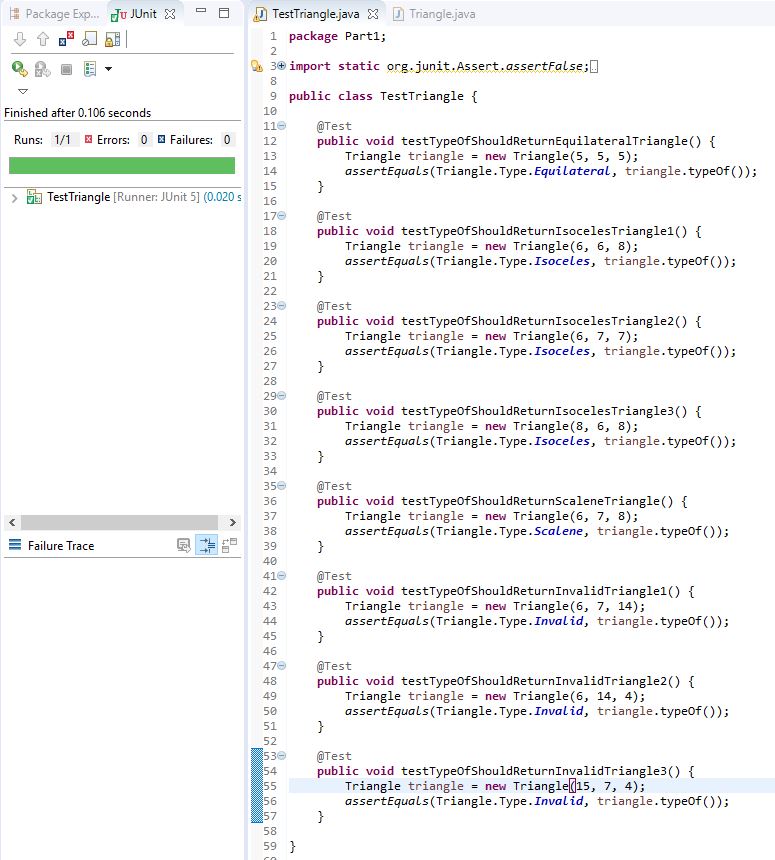 Package Exp...
JUnit
Finished after 0.106 seconds
Runs: 1/1 Errors: 0 Failures: 0
TestTriangle [Runner: JUnit 5] (0.020 s
Failure Trace
TestTriangle.java
Triangle.java
1 package Part1;
2
3 import static org.junit.Assert.assertFalse;
8
9 public class TestTriangle {
10
11 @Test
12 public void testTypeOfShouldReturnEquilateralTriangle() {
13 Triangle triangle = new Triangle(5, 5, 5);
14 assertEquals(Triangle.Type.Equilateral, triangle.typeOf());
15 }
16
17 @Test
18 public void testTypeOfShouldReturnIsocelesTriangle1() {
19 Triangle triangle = new Triangle(6, 6, 8);
20 assertEquals(Triangle.Type.Isoceles, triangle.typeOf());
21 }
22
23 @Test
24 public void testTypeOfShouldReturnIsocelesTriangle2() {
25 Triangle triangle = new Triangle(6, 7, 7);
26 assertEquals(Triangle.Type.Isoceles, triangle.typeOf());
27 }
28
29 @Test
30 public void testTypeOfShouldReturnIsocelesTriangle3() {
31 Triangle triangle = new Triangle(8, 6, 8);
32 assertEquals(Triangle.Type.Isoceles, triangle.typeOf());
33 }
34
35 @Test
36 public void testTypeOfShouldReturnScaleneTriangle() {
37 Triangle triangle = new Triangle(6, 7, 8);
38 assertEquals(Triangle.Type.Scalene, triangle.typeOf());
39 }
40
41 @Test
42 public void testTypeOfShouldReturnInvalidTriangle1() {
43 Triangle triangle = new Triangle(6, 7, 14);
44 assertEquals(Triangle.Type.Invalid, triangle.typeOf());
45 }
46
47 @Test
48 public void testTypeOfShouldReturnInvalidTriangle2() {
49 Triangle triangle = new Triangle(6, 14, 4);
50 assertEquals(Triangle.Type.Invalid, triangle.typeOf());
51 }
52
53 @Test
54 public void testTypeOfShouldReturnInvalidTriangle3() {
55 Triangle triangle = new Triangle(15, 7, 4);
56 assertEquals(Triangle.Type.Invalid, triangle.typeOf());
57 }
58
59 }